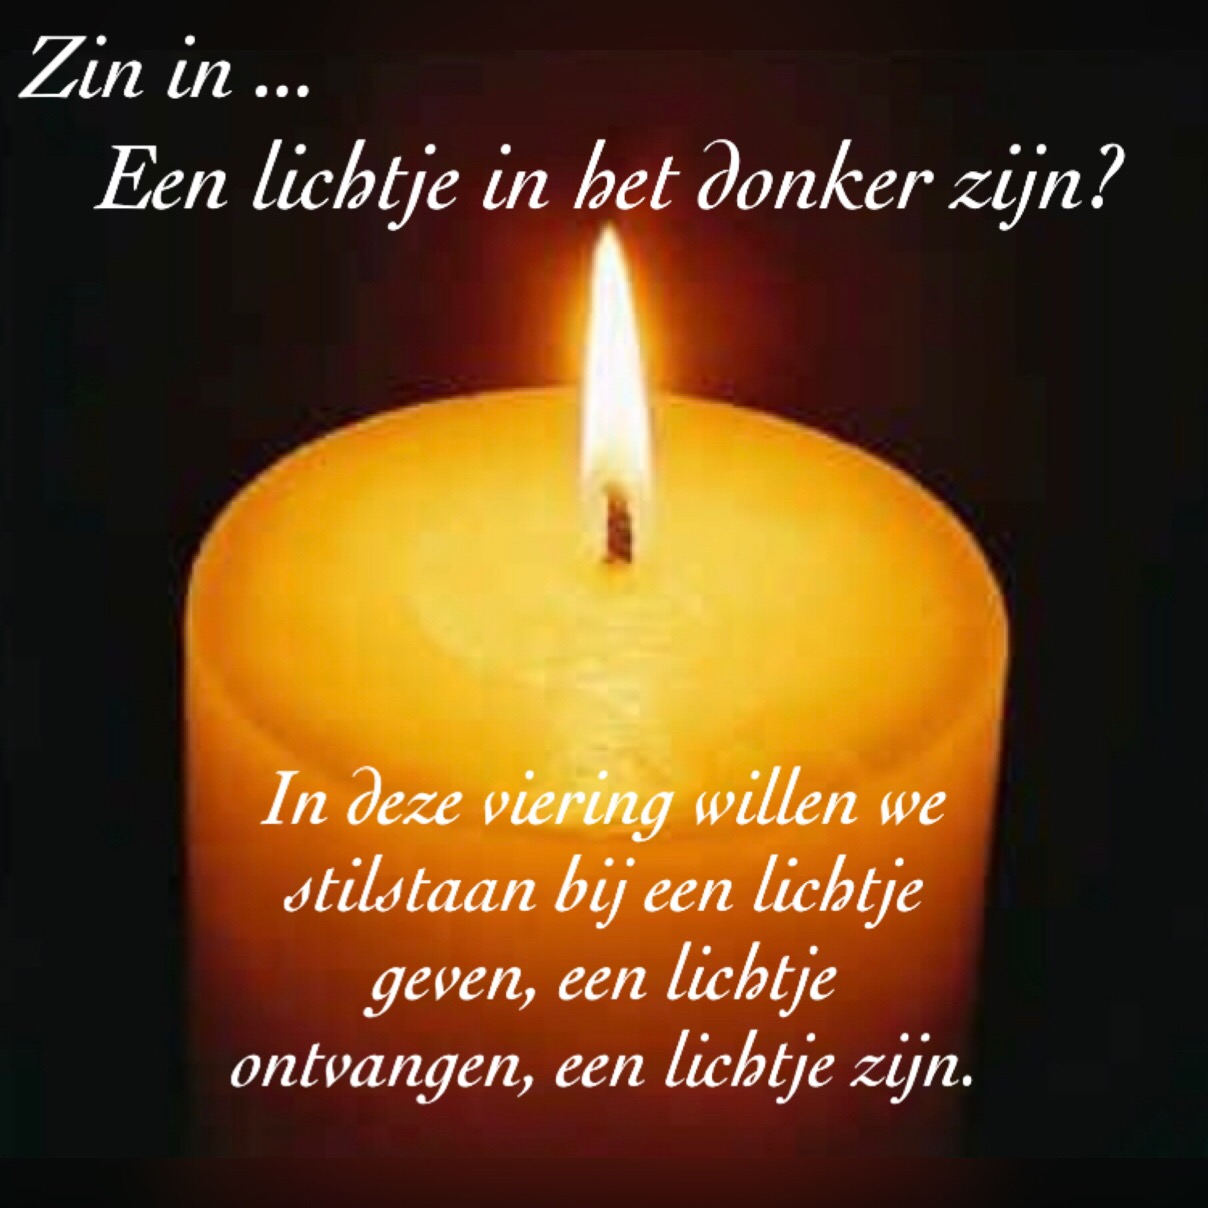 Zin in ...
Een lichtje in het donker zijn?
In deze viering willen we
stilstaan bij een lichtje
geven, een lichtje
ontvangen, een lichtje zijn.